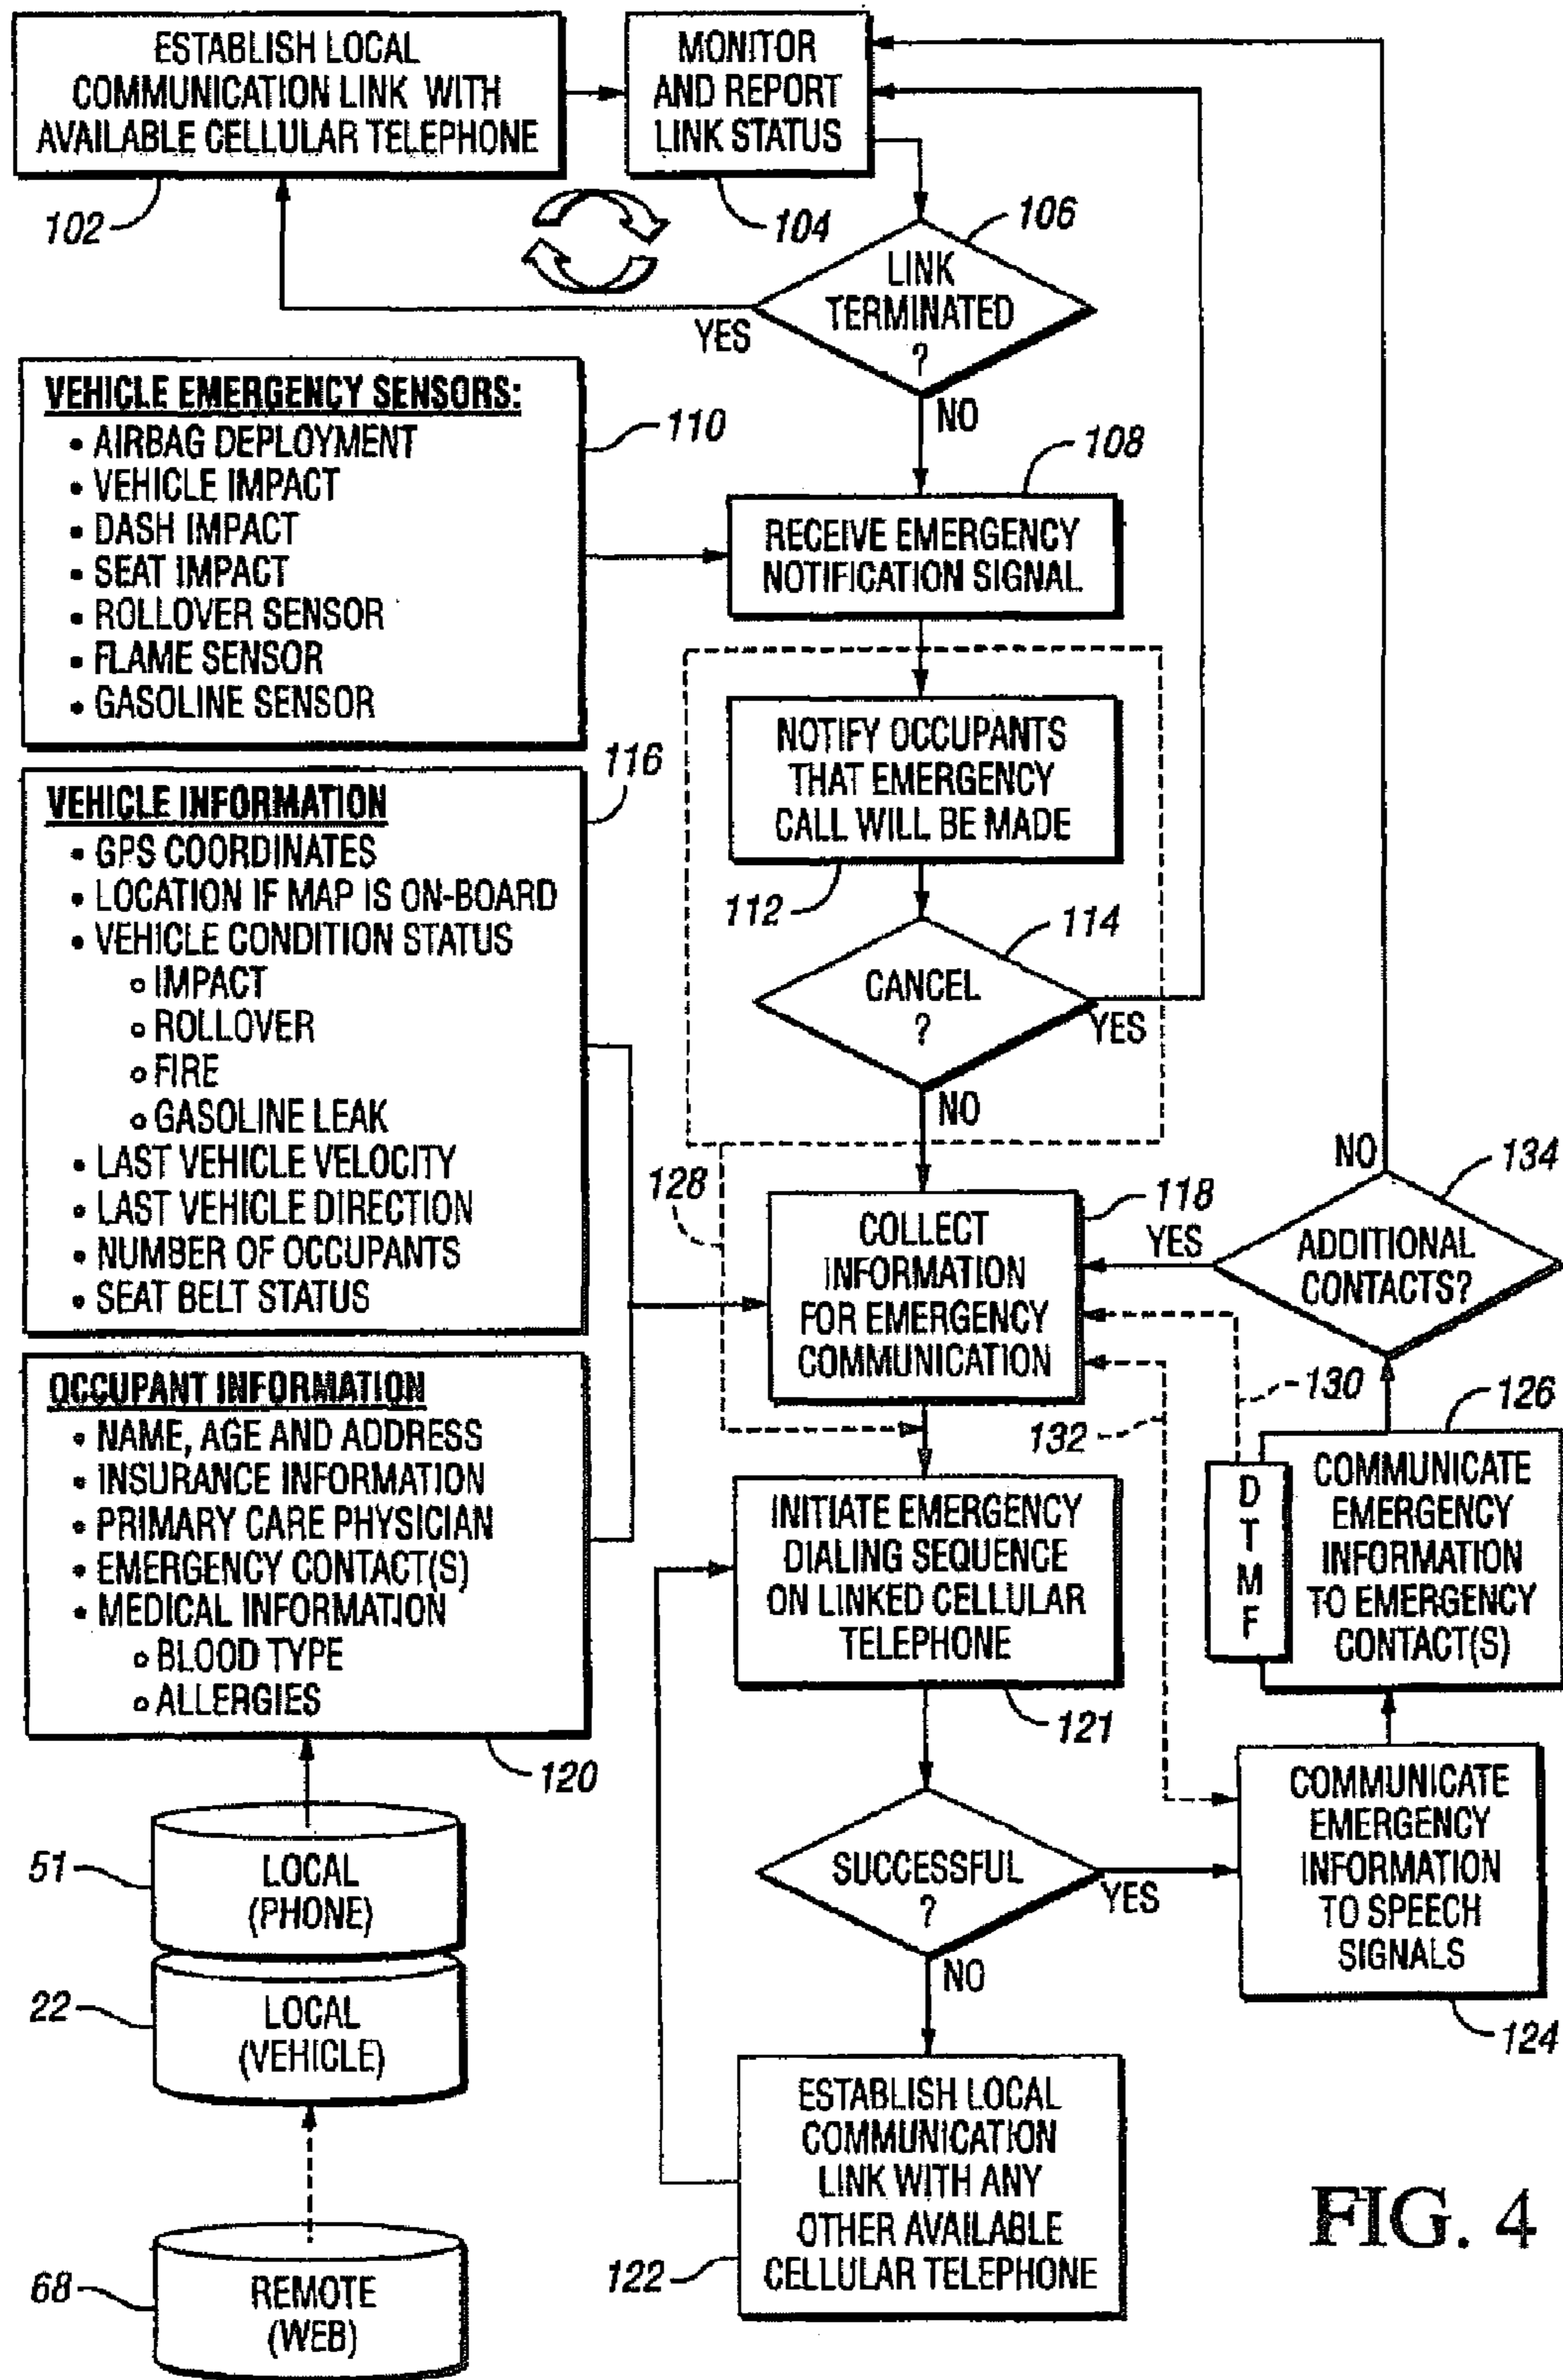 ESTABLISH LOCAL
COMMUNICATION LINK WITH
AVAILABLE CELLULAR TELEPHONE
102
MONITOR
AND REPORT
LINK STATUS
104
106
LINK
TERMINATED
?
YES
NO
VEHICLE EMERGENCY SENSORS:
• AIRBAG DEPLOYMENT
• VEHICLE IMPACT
• DASH IMPACT
• SEAT IMPACT
• ROLLOVER SENSOR
• FLAME SENSOR
• GASOLINE SENSOR
110
108
RECEIVE EMERGENCY
NOTIFICATION SIGNAL
NOTIFY OCCUPANTS
THAT EMERGENCY
CALL WILL BE MADE
112
114
CANCEL
?
YES
NO
116
VEHICLE INFORMATION
• GPS COORDINATES
• LOCATION IF MAP IS ON-BOARD
• VEHICLE CONDITION STATUS
o IMPACT
o ROLLOVER
o FIRE
o GASOLINE LEAK
• LAST VEHICLE VELOCITY
• LAST VEHICLE DIRECTION
• NUMBER OF OCCUPANTS
• SEAT BELT STATUS
128
118
COLLECT
INFORMATION
FOR EMERGENCY
COMMUNICATION
NO
134
YES
ADDITIONAL
CONTACTS?
130
132
126
OCCUPANT INFORMATION
• NAME, AGE AND ADDRESS
• INSURANCE INFORMATION
• PRIMARY CARE PHYSICIAN
• EMERGENCY CONTACT(S)
• MEDICAL INFORMATION
o BLOOD TYPE
o ALLERGIES
120
INITIATE EMERGENCY
DIALING SEQUENCE
ON LINKED CELLULAR
TELEPHONE
121
D
T
M
F
COMMUNICATE
EMERGENCY
INFORMATION
TO EMERGENCY
CONTACT(S)
SUCCESSFUL
?
YES
NO
COMMUNICATE
EMERGENCY
INFORMATION
TO SPEECH
SIGNALS
124
51
LOCAL
(PHONE)
22
LOCAL
(VEHICLE)
68
REMOTE
(WEB)
ESTABLISH LOCAL
COMMUNICATION
LINK WITH ANY
OTHER AVAILABLE
CELLULAR TELEPHONE
122
FIG. 4